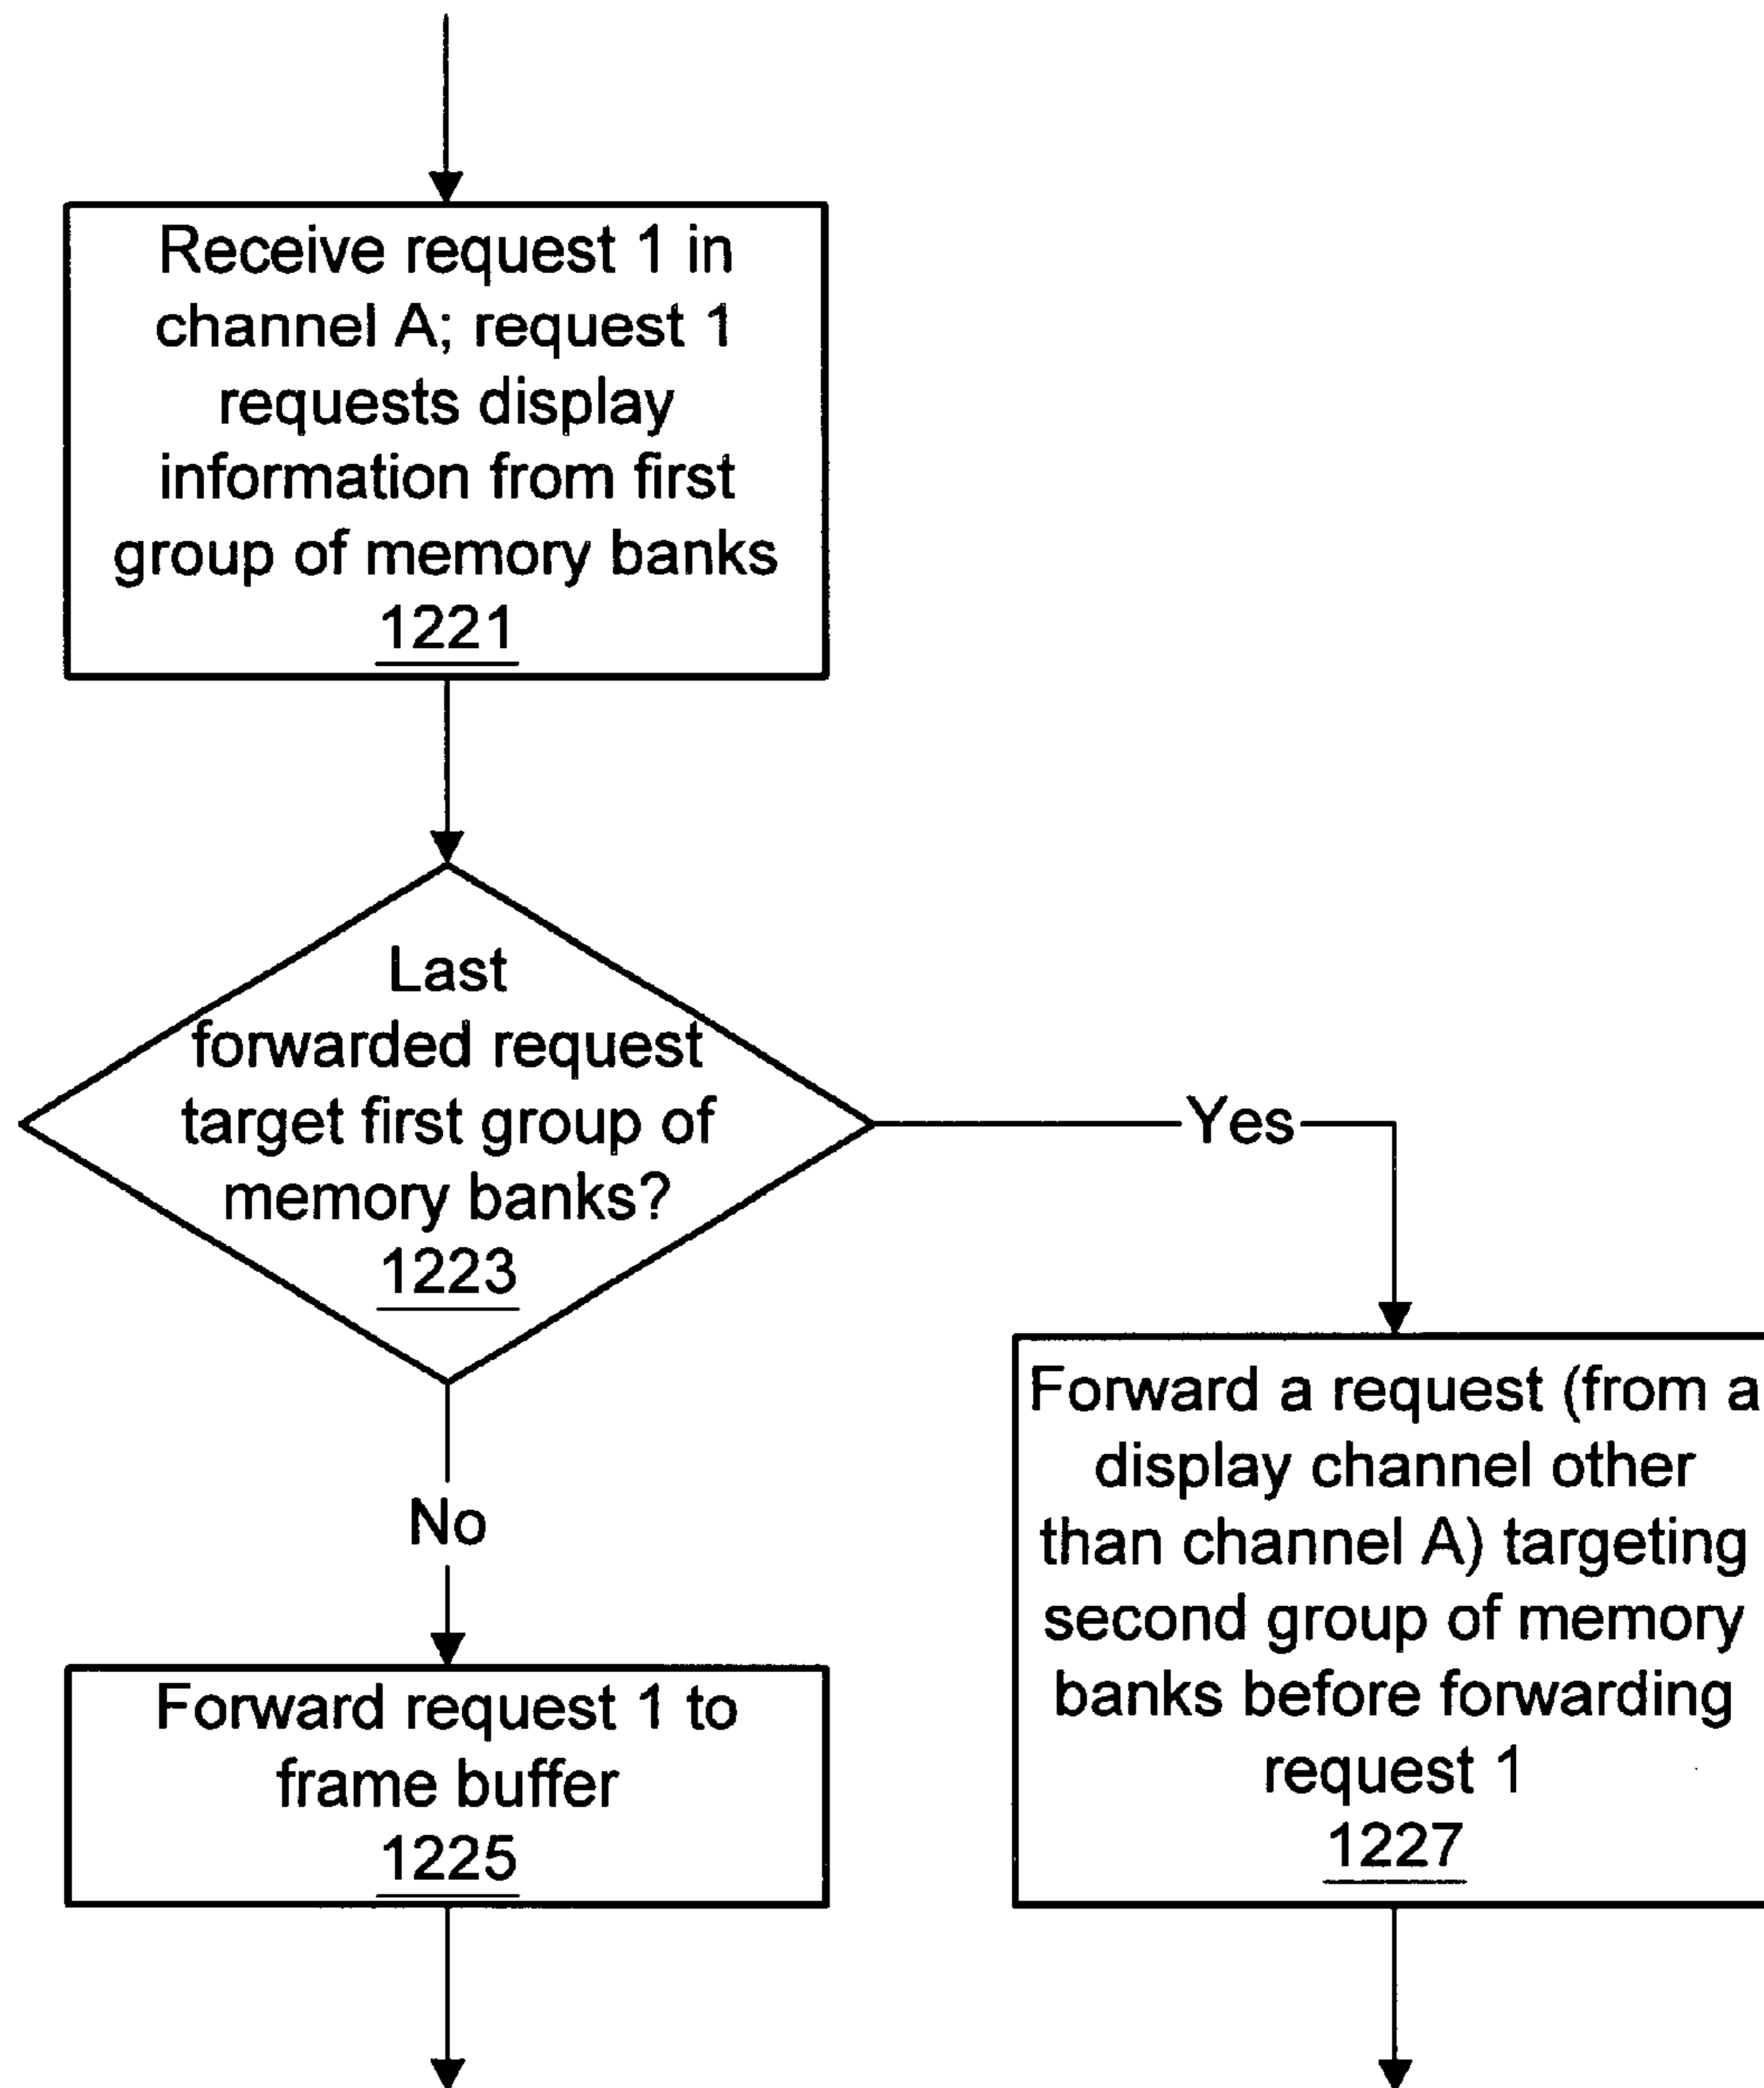 Receive request 1 in
channel A; request 1
requests display
information from first
group of memory banks
1221
Last
forwarded request
target first group of
memory banks?
1223
Yes
No
Forward request 1 to
frame buffer
1225
Forward a request (from a
display channel other
than channel A) targeting
second group of memory
banks before forwarding
request 1
1227